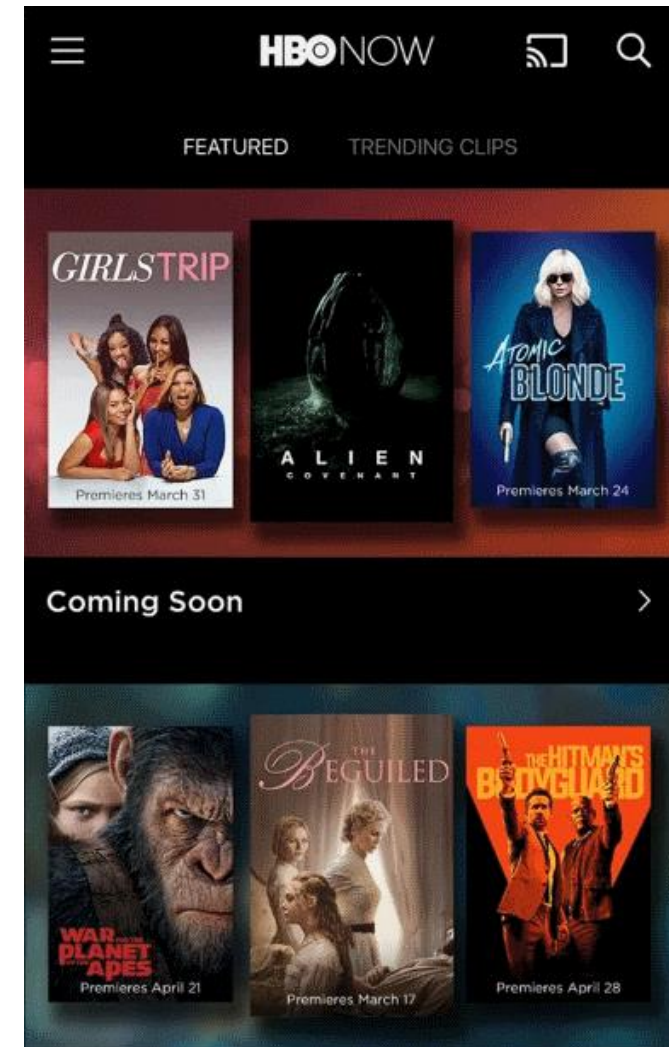 HBO NOW
FEATURED
TRENDING CLIPS
GIRLS TRIP
Premieres March 31
ALIEN
COVENANT
ATOMIC
BLONDE
Premieres March 24
Coming Soon
WAR FOR THE
PLANET
OF THE APES
Premieres April 21
THE
BEGUILED
Premieres March 17
THE HITMAN'S
BODYGUARD
Premieres April 28